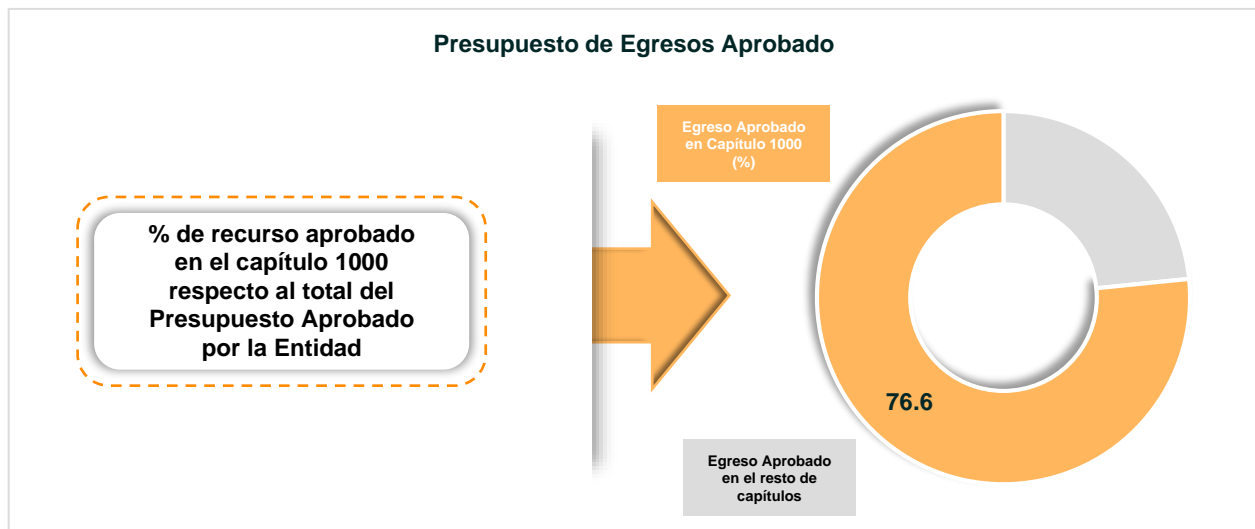 Presupuesto de Egresos Aprobado
Egreso Aprobado
en Capítulo 1000
(%)
% de recurso aprobado
en el capítulo 1000
respecto al total del
Presupuesto Aprobado
por la Entidad
76.6
Egreso Aprobado
en el resto de
capítulos